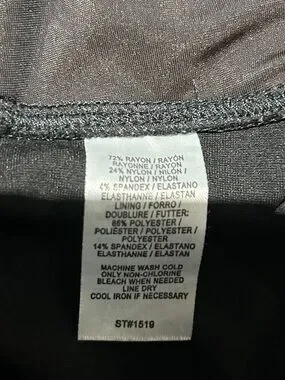 72% RAYON / RAYÓN
RAYONNE / RAYON
24% NYLON / NILÓN /
NYLON / NYLON
4% SPANDEX / ELASTANO
ELASTHANNE / ELASTAN
LINING / FORRO /
DOUBLURE / FUTTER:
86% POLYESTER /
POLIÉSTER / POLYESTER /
POLYESTER
14% SPANDEX / ELASTANO
ELASTHANNE / ELASTAN
MACHINE WASH COLD
ONLY NON-CHLORINE
BLEACH WHEN NEEDED
LINE DRY
COOL IRON IF NECESSARY
ST#1519